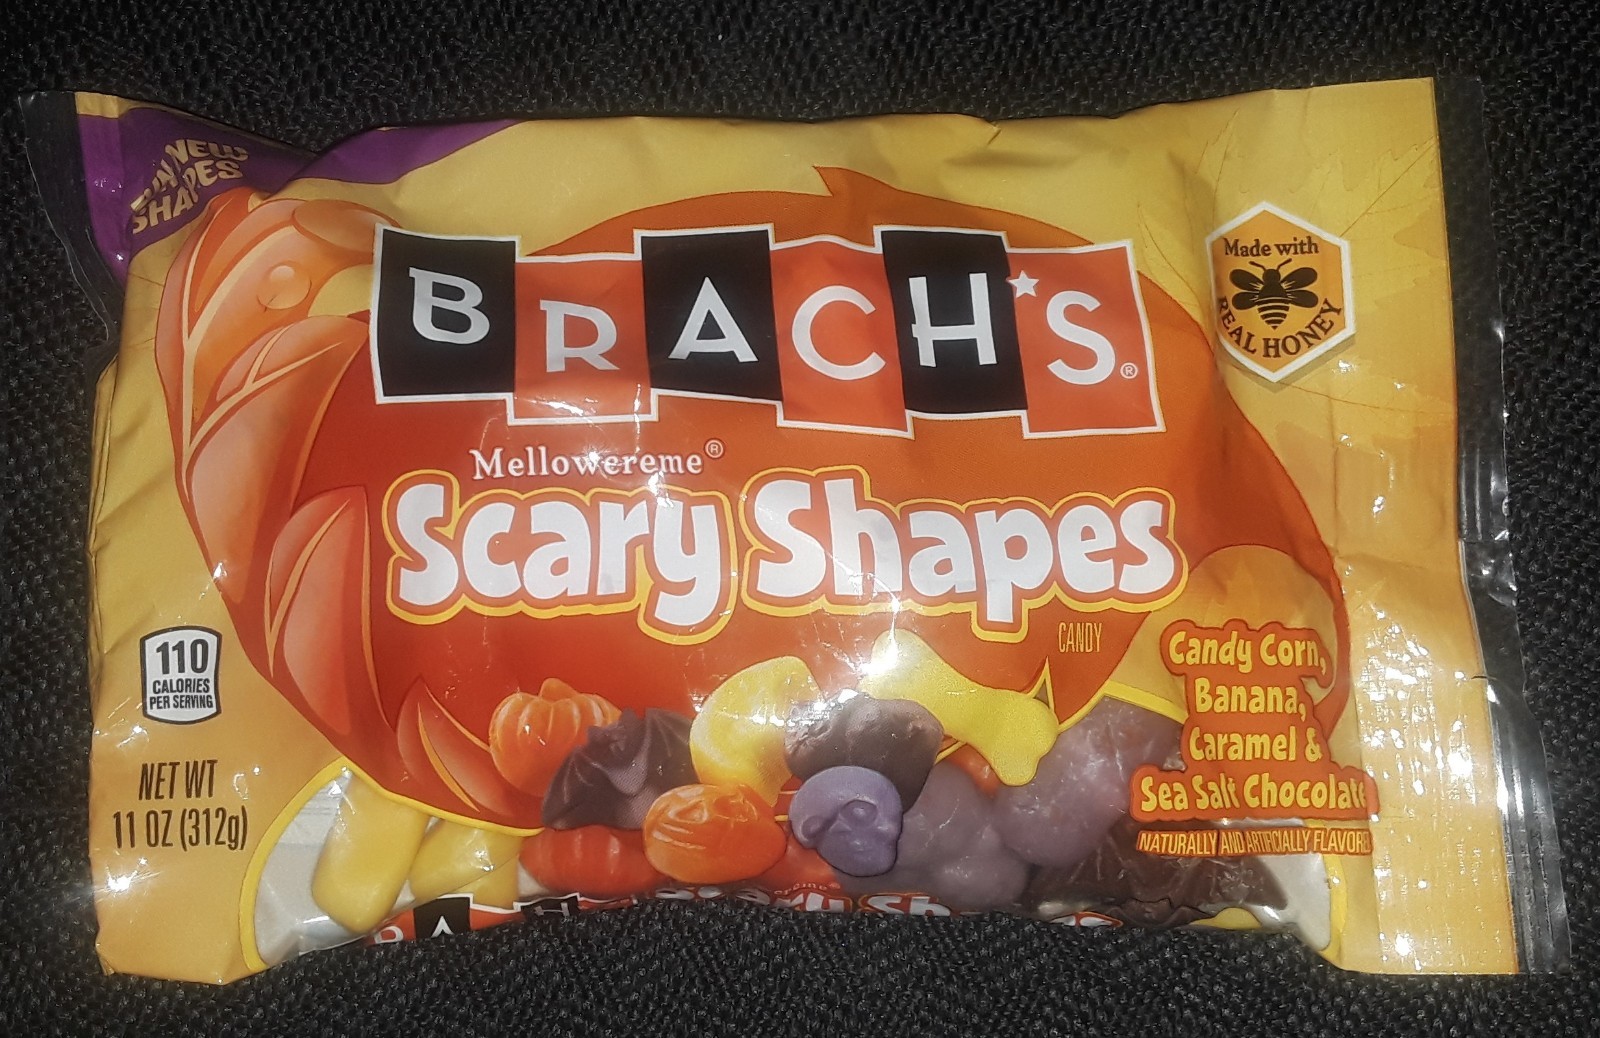 NEW
SHAPES
BRACH'S®
Made with
REAL HONEY
Mellowcreme®
Scary Shapes
CANDY
110
CALORIES
PER SERVING
NET WT
11 OZ (312g)
Candy Corn,
Banana,
Caramel &
Sea Salt Chocolate
NATURALLY AND ARTIFICIALLY FLAVORED